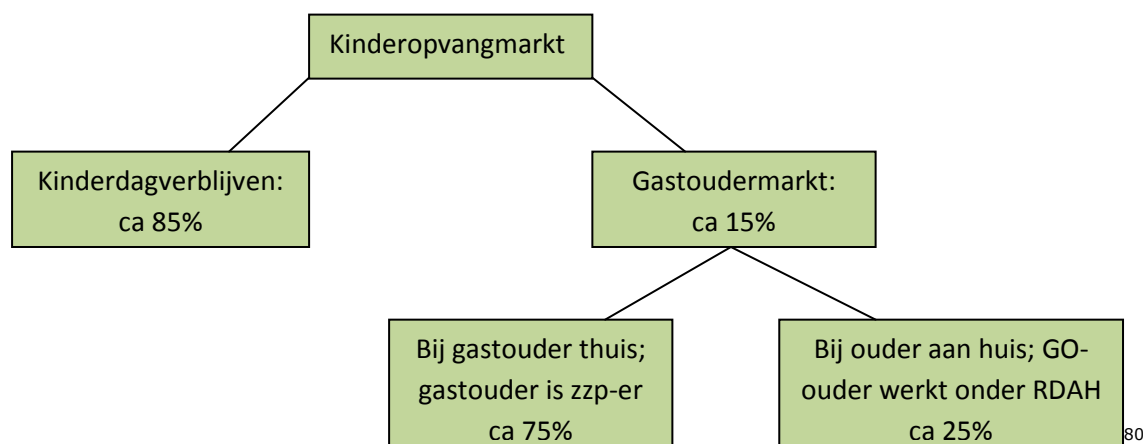 Kinderopvangmarkt
Kinderdagverblijven:
ca 85%
Gastoudermarkt:
ca 15%
Bij gastouder thuis;
gastouder is zzp-er
ca 75%
Bij ouder aan huis; GO-
ouder werkt onder RDAH
ca 25%
80